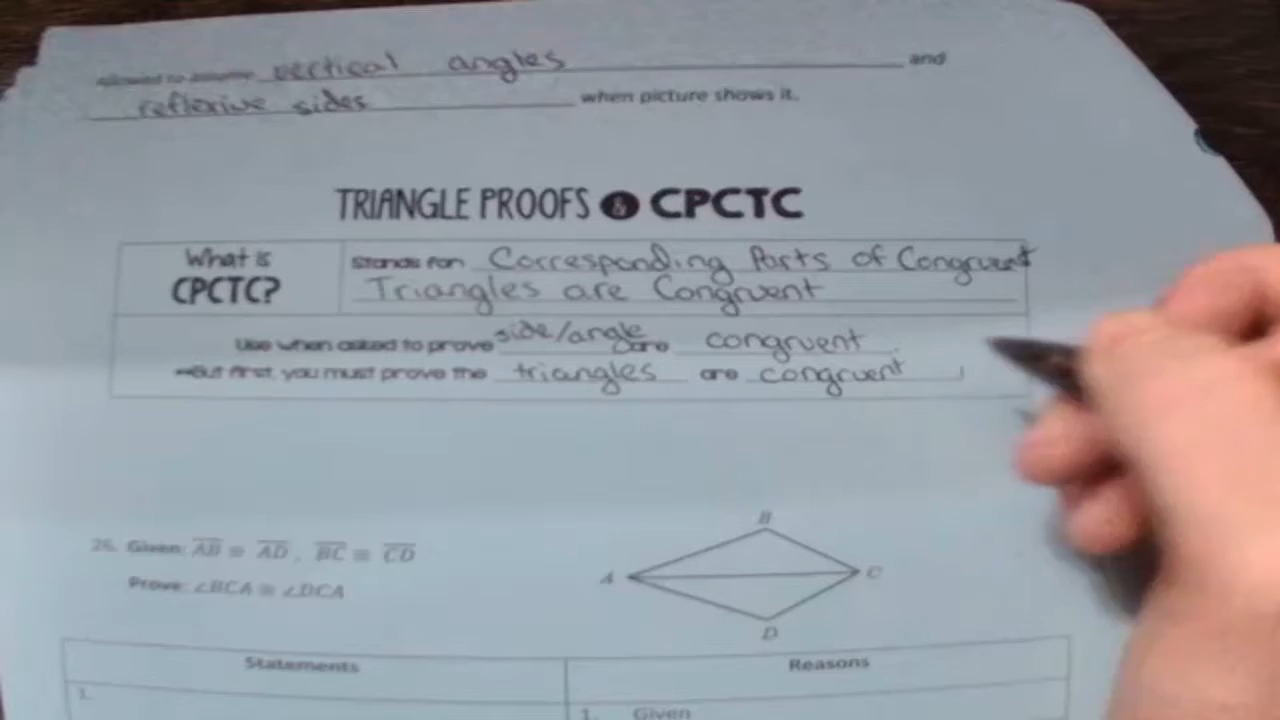 allowed to assume vertical angles and
reflexive sides when picture shows it.
TRIANGLE PROOFS & CPCTC
What is
CPCTC?
Stands for: Corresponding Parts of Congruent
Triangles are Congruent
Use when asked to prove side/angle are congruent.
But first, you must prove the triangles are congruent
26. Given: AB ≅ AD, BC ≅ CD
Prove: ∠BCA ≅ ∠DCA
B
A
C
D
Statements Reasons
1. 1. Given